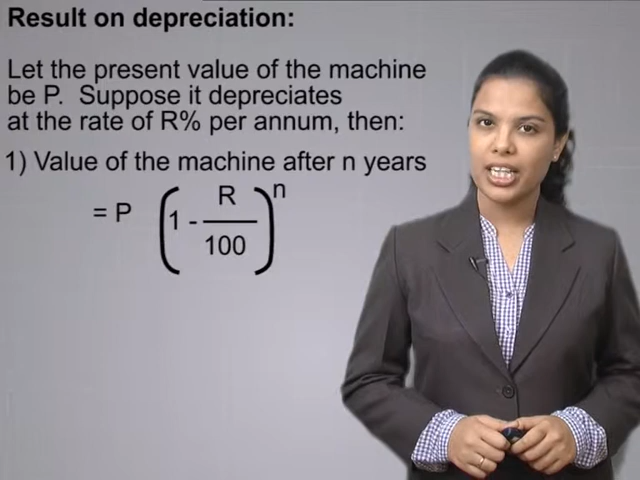 Result on depreciation:
Let the present value of the machine
be P. Suppose it depreciates
at the rate of R% per annum, then:
1) Value of the machine after n years
= P (1 - R/100)^n